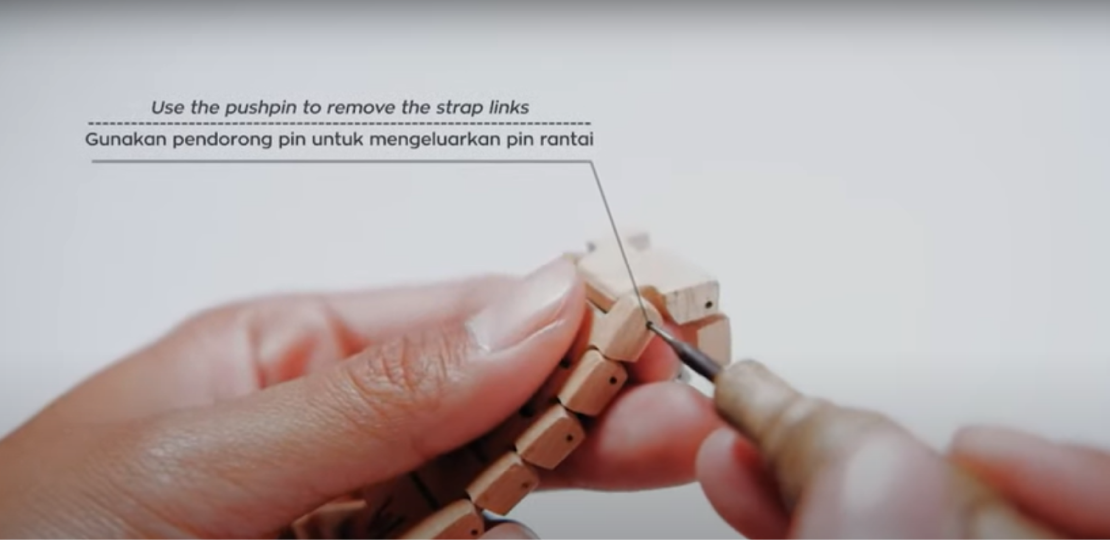 Use the pushpin to remove the strap links
Gunakan pendorong pin untuk mengeluarkan pin rantai